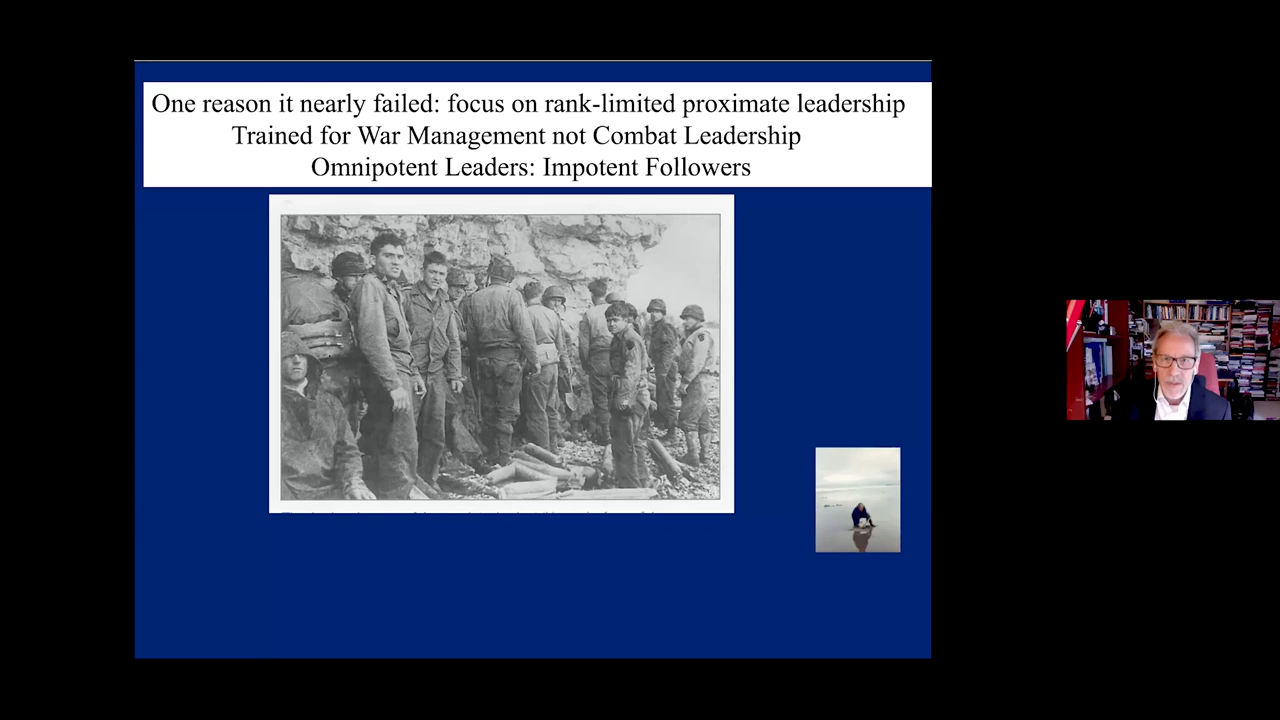 One reason it nearly failed: focus on rank-limited proximate leadership
Trained for War Management not Combat Leadership
Omnipotent Leaders: Impotent Followers